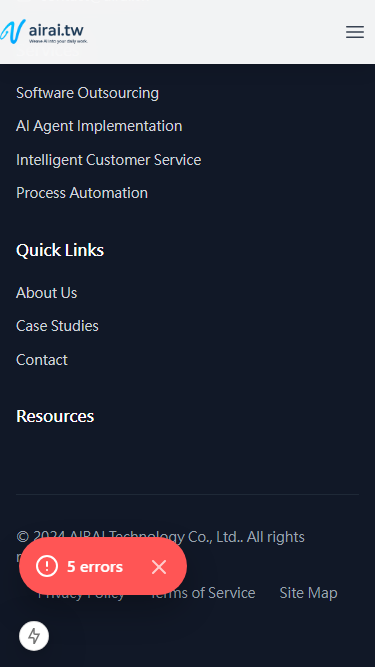 airai.tw
Weave AI into your daily work.
Software Outsourcing
AI Agent Implementation
Intelligent Customer Service
Process Automation
Quick Links
About Us
Case Studies
Contact
Resources
© 2024 AIRAI Technology Co., Ltd.. All rights
5 errors
Privacy Policy
Terms of Service
Site Map